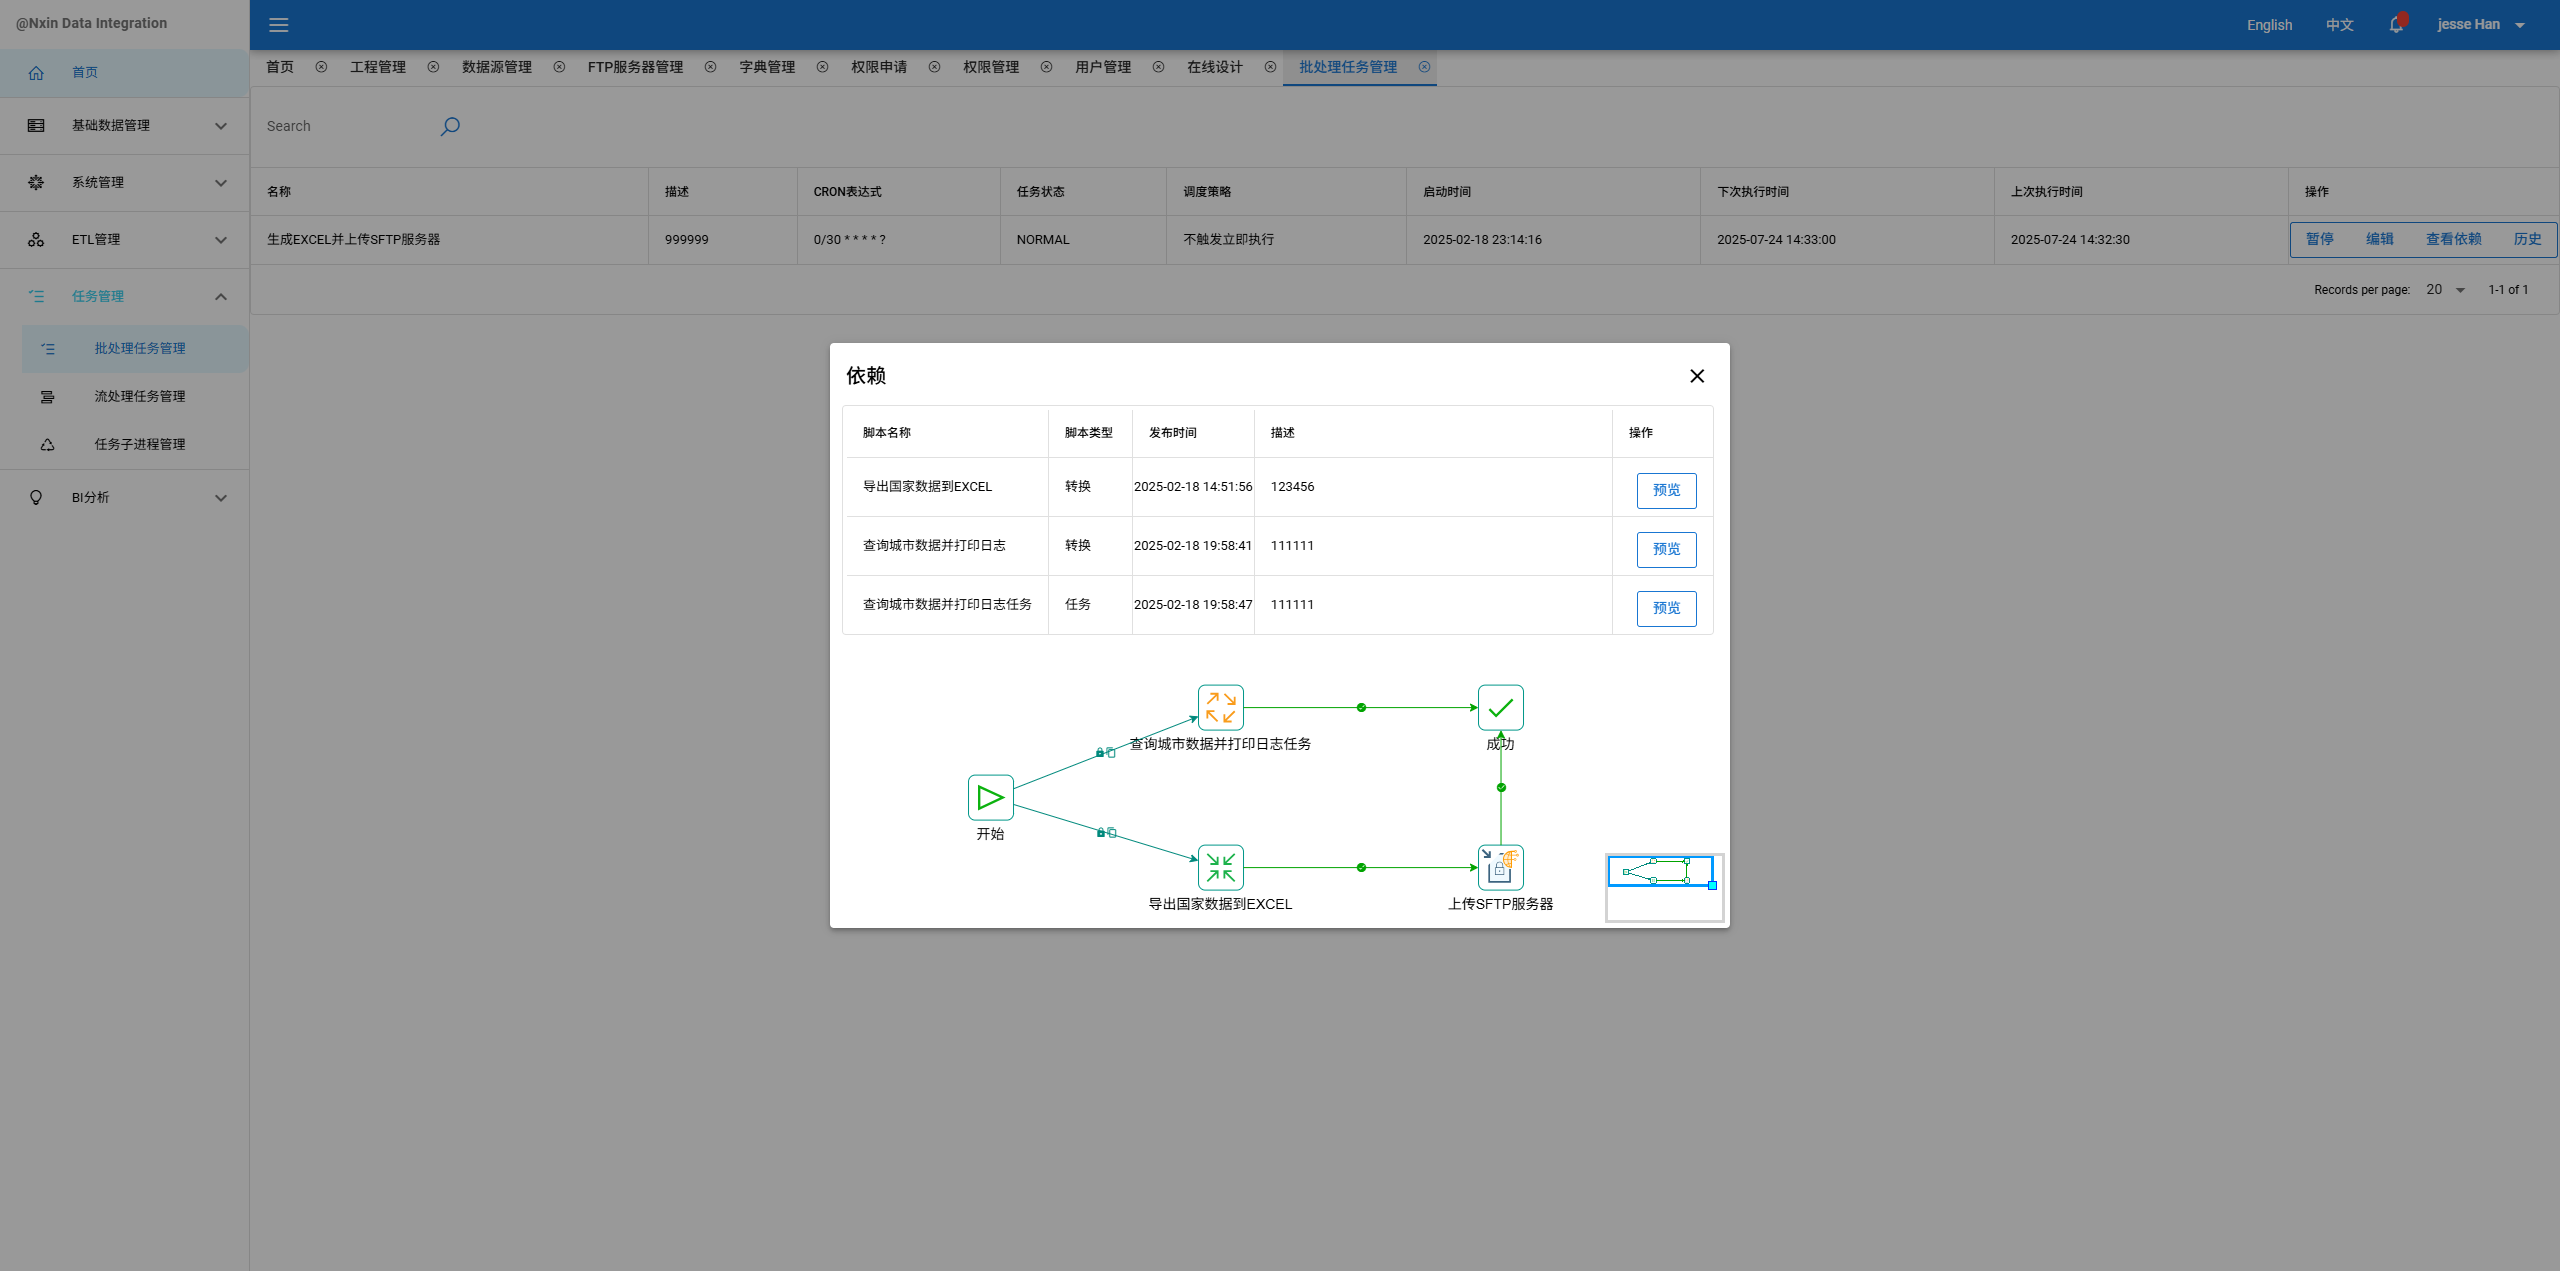 @Nxin Data Integration
English 中文 jesse Han
首页
基础数据管理
系统管理
ETL管理
任务管理
批处理任务管理
流处理任务管理
任务子进程管理
BI分析
首页 工程管理 数据源管理 FTP服务器管理 字典管理 权限申请 权限管理 用户管理 在线设计 批处理任务管理
Search
名称 描述 CRON表达式 任务状态 调度策略 启动时间 下次执行时间 上次执行时间 操作
生成EXCEL并上传SFTP服务器 999999 0/30 * * * * ? NORMAL 不触发立即执行 2025-02-18 23:14:16 2025-07-24 14:33:00 2025-07-24 14:32:30 暂停 编辑 查看依赖 历史
Records per page: 20 1-1 of 1
依赖
脚本名称 脚本类型 发布时间 描述 操作
导出国家数据到EXCEL 转换 2025-02-18 14:51:56 123456 预览
查询城市数据并打印日志 转换 2025-02-18 19:58:41 111111 预览
查询城市数据并打印日志任务 任务 2025-02-18 19:58:47 111111 预览
查询城市数据并打印日志任务 成功
开始
导出国家数据到EXCEL 上传SFTP服务器